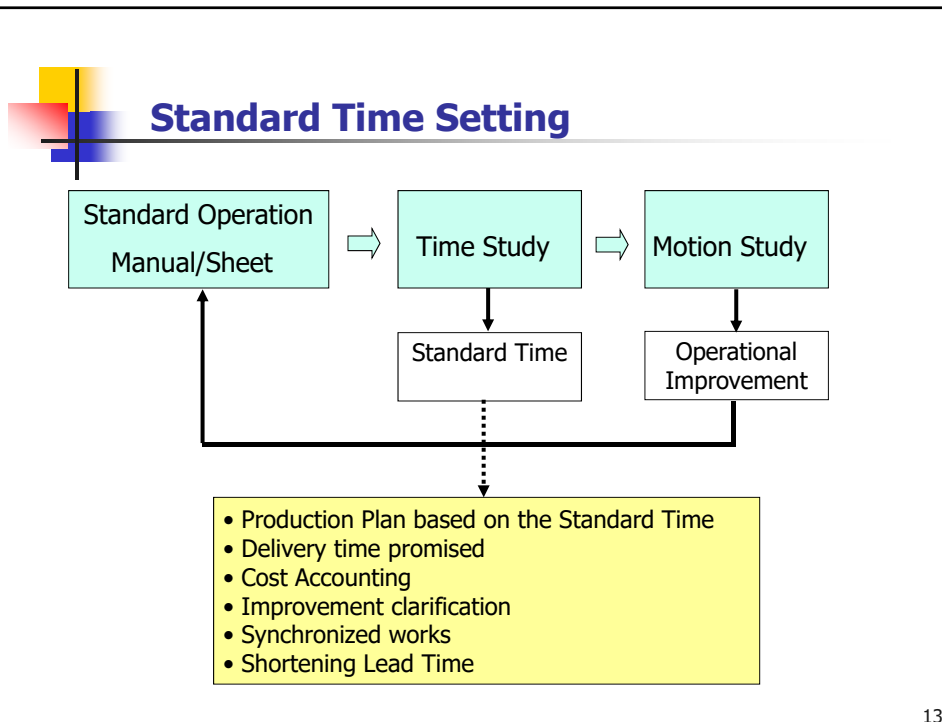 Standard Time Setting
Standard Operation
Manual/Sheet
Time Study
Motion Study
Standard Time
Operational
Improvement
• Production Plan based on the Standard Time
• Delivery time promised
• Cost Accounting
• Improvement clarification
• Synchronized works
• Shortening Lead Time
13